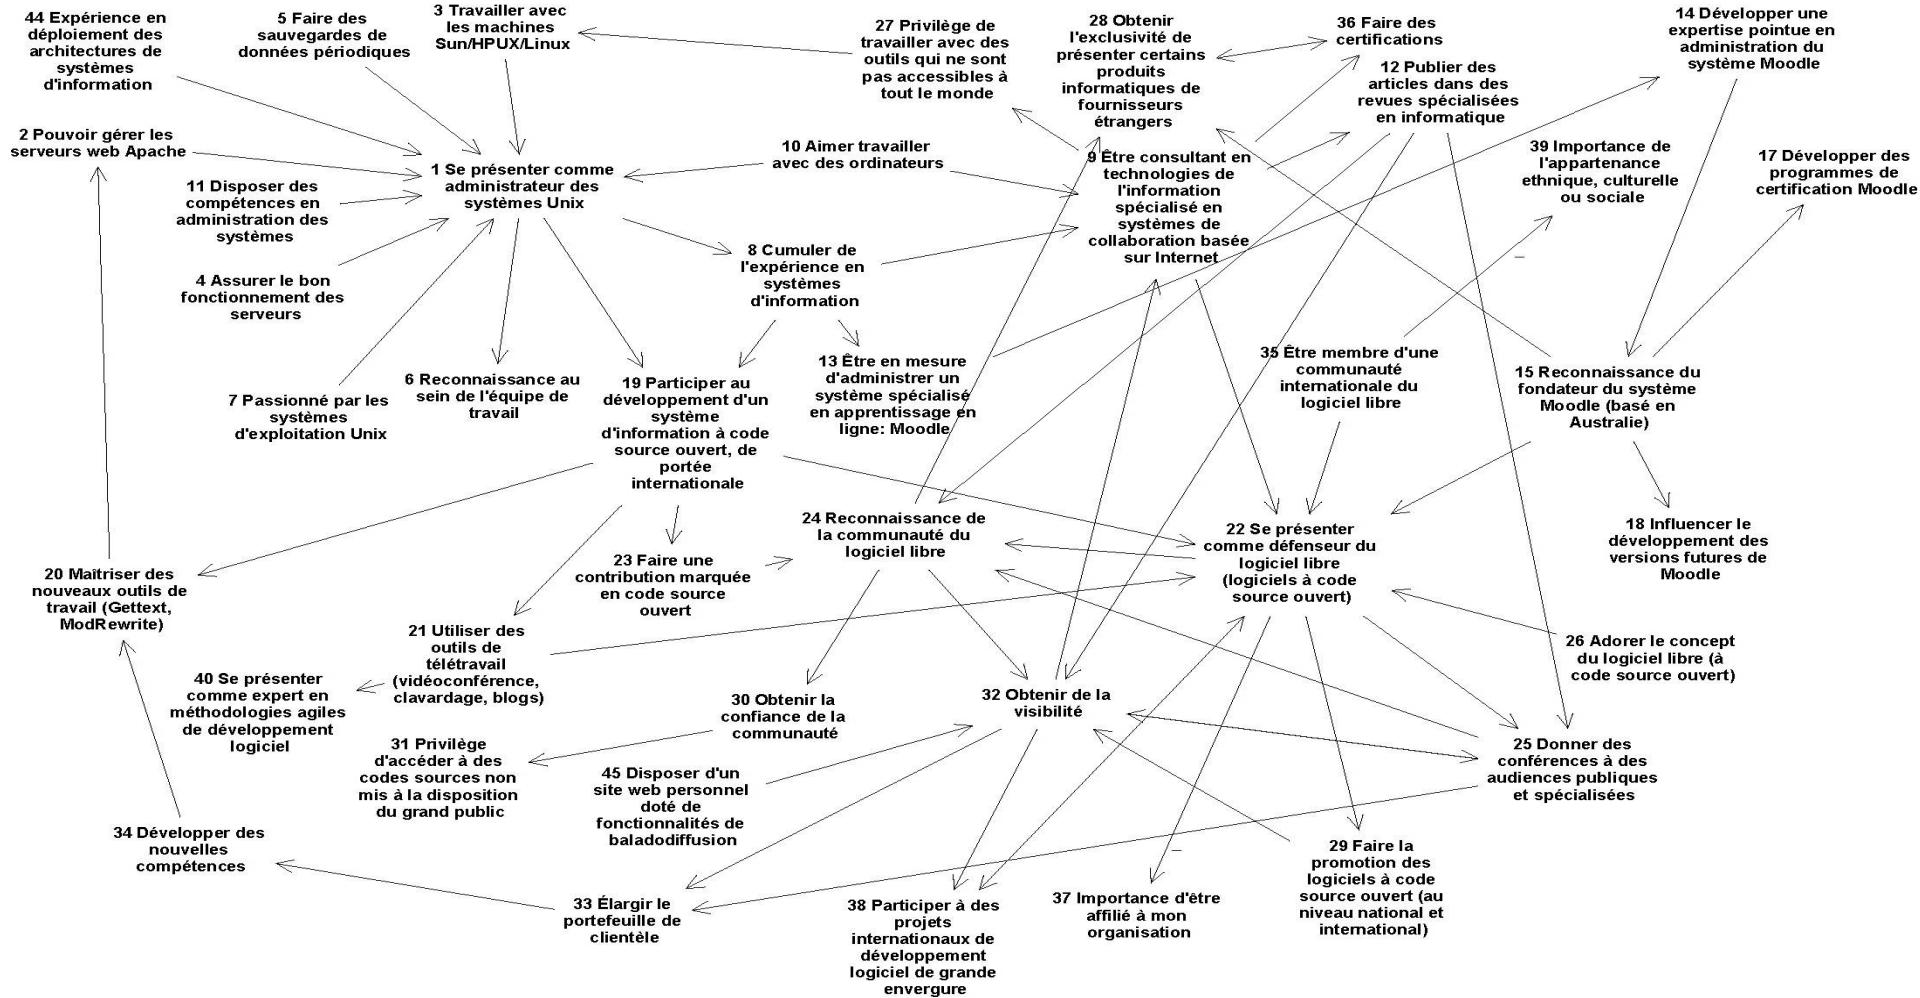 44 Expérience en
déploiement des
architectures de
systèmes
d'information
5 Faire des
sauvegardes de
données périodiques
3 Travailler avec
les machines
Sun/HPUX/Linux
27 Privilège de
travailler avec des
outils qui ne sont
pas accessibles à
tout le monde
28 Obtenir
l'exclusivité de
présenter certains
produits
informatiques de
fournisseurs
étrangers
36 Faire des
certifications
14 Développer une
expertise pointue en
administration du
système Moodle
12 Publier des
articles dans des
revues spécialisées
en informatique
2 Pouvoir gérer les
serveurs web Apache
1 Se présenter comme
administrateur des
systèmes Unix
10 Aimer travailler
avec des ordinateurs
9 Être consultant en
technologies de
l'information
spécialisé en
systèmes de
collaboration basée
sur Internet
39 Importance de
l'appartenance
ethnique, culturelle
ou sociale
17 Développer des
programmes de
certification Moodle
11 Disposer des
compétences en
administration des
systèmes
4 Assurer le bon
fonctionnement des
serveurs
8 Cumuler de
l'expérience en
systèmes
d'information
–
7 Passionné par les
systèmes
d'exploitation Unix
6 Reconnaissance au
sein de l'équipe de
travail
19 Participer au
développement d'un
système
d'information à code
source ouvert, de
portée
internationale
13 Être en mesure
d'administrer un
système spécialisé
en apprentissage en
ligne: Moodle
35 Être membre d'une
communauté
internationale du
logiciel libre
15 Reconnaissance du
fondateur du système
Moodle (basé en
Australie)
24 Reconnaissance de
la communauté du
logiciel libre
22 Se présenter
comme défenseur du
logiciel libre
(logiciels à code
source ouvert)
18 Influencer le
développement des
versions futures de
Moodle
20 Maîtriser des
nouveaux outils de
travail (Gettext,
ModRewrite)
23 Faire une
contribution marquée
en code source
ouvert
21 Utiliser des
outils de
télétravail
(vidéoconférence,
clavardage, blogs)
26 Adorer le concept
du logiciel libre (à
code source ouvert)
40 Se présenter
comme expert en
méthodologies agiles
de développement
logiciel
30 Obtenir la
confiance de la
communauté
32 Obtenir de la
visibilité
31 Privilège
d'accéder à des
codes sources non
mis à la disposition
du grand public
45 Disposer d'un
site web personnel
doté de
fonctionnalités de
baladodiffusion
25 Donner des
conférences à des
audiences publiques
et spécialisées
34 Développer des
nouvelles
compétences
–
29 Faire la
promotion des
logiciels à code
source ouvert (au
niveau national et
international)
33 Élargir le
portefeuille de
clientèle
38 Participer à des
projets
internationaux de
développement
logiciel de grande
envergure
37 Importance d'être
affilié à mon
organisation